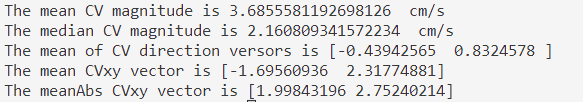 The mean CV magnitude is 3.6855581192698126  cm/s
The median CV magnitude is 2.160809341572234  cm/s
The mean of CV direction versors is [-0.43942565  0.8324578 ]
The mean CVxy vector is [-1.69560936  2.31774881]
The meanAbs CVxy vector is [1.99843196 2.75240214]